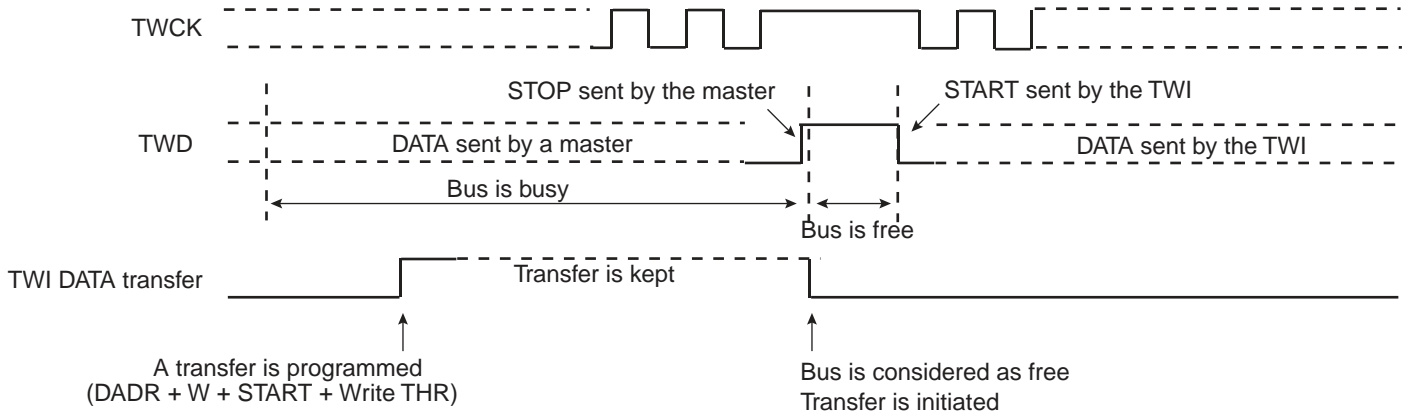 TWCK
STOP sent by the master
START sent by the TWI
TWD
DATA sent by a master
DATA sent by the TWI
Bus is busy
Bus is free
TWI DATA transfer
Transfer is kept
A transfer is programmed
(DADR + W + START + Write THR)
Bus is considered as free
Transfer is initiated